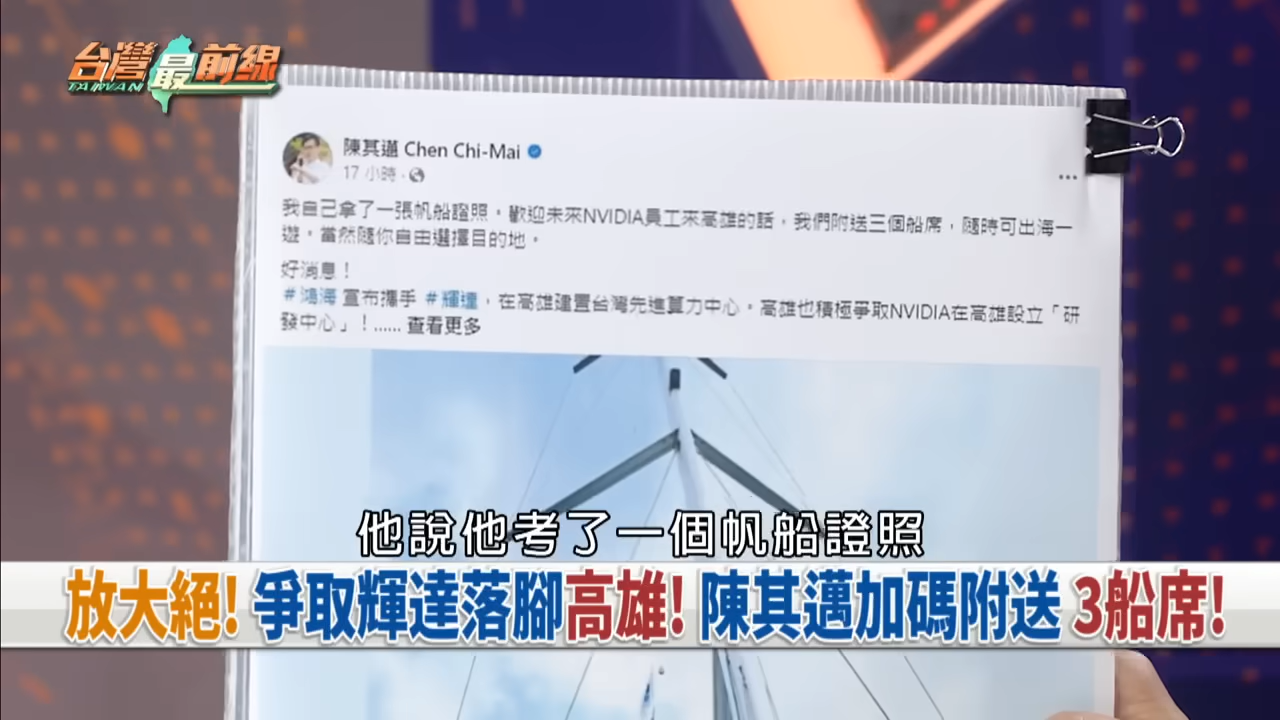 台灣最前線
TAIWAN
陳其邁 Chen Chi-Mai
17 小時
我自己拿了一張帆船證照。歡迎未來NVIDIA員工來高雄的話，我們附送三個船席，隨時可出海一
遊。當然隨你自由選擇目的地。
好消息！
#鴻海 宣布攜手 #輝達，在高雄建置台灣先進算力中心。高雄也積極爭取NVIDIA在高雄設立「研
發中心」！...... 查看更多
他說他考了一個帆船證照
放大絕! 爭取輝達落腳高雄! 陳其邁加碼附送 3船席!